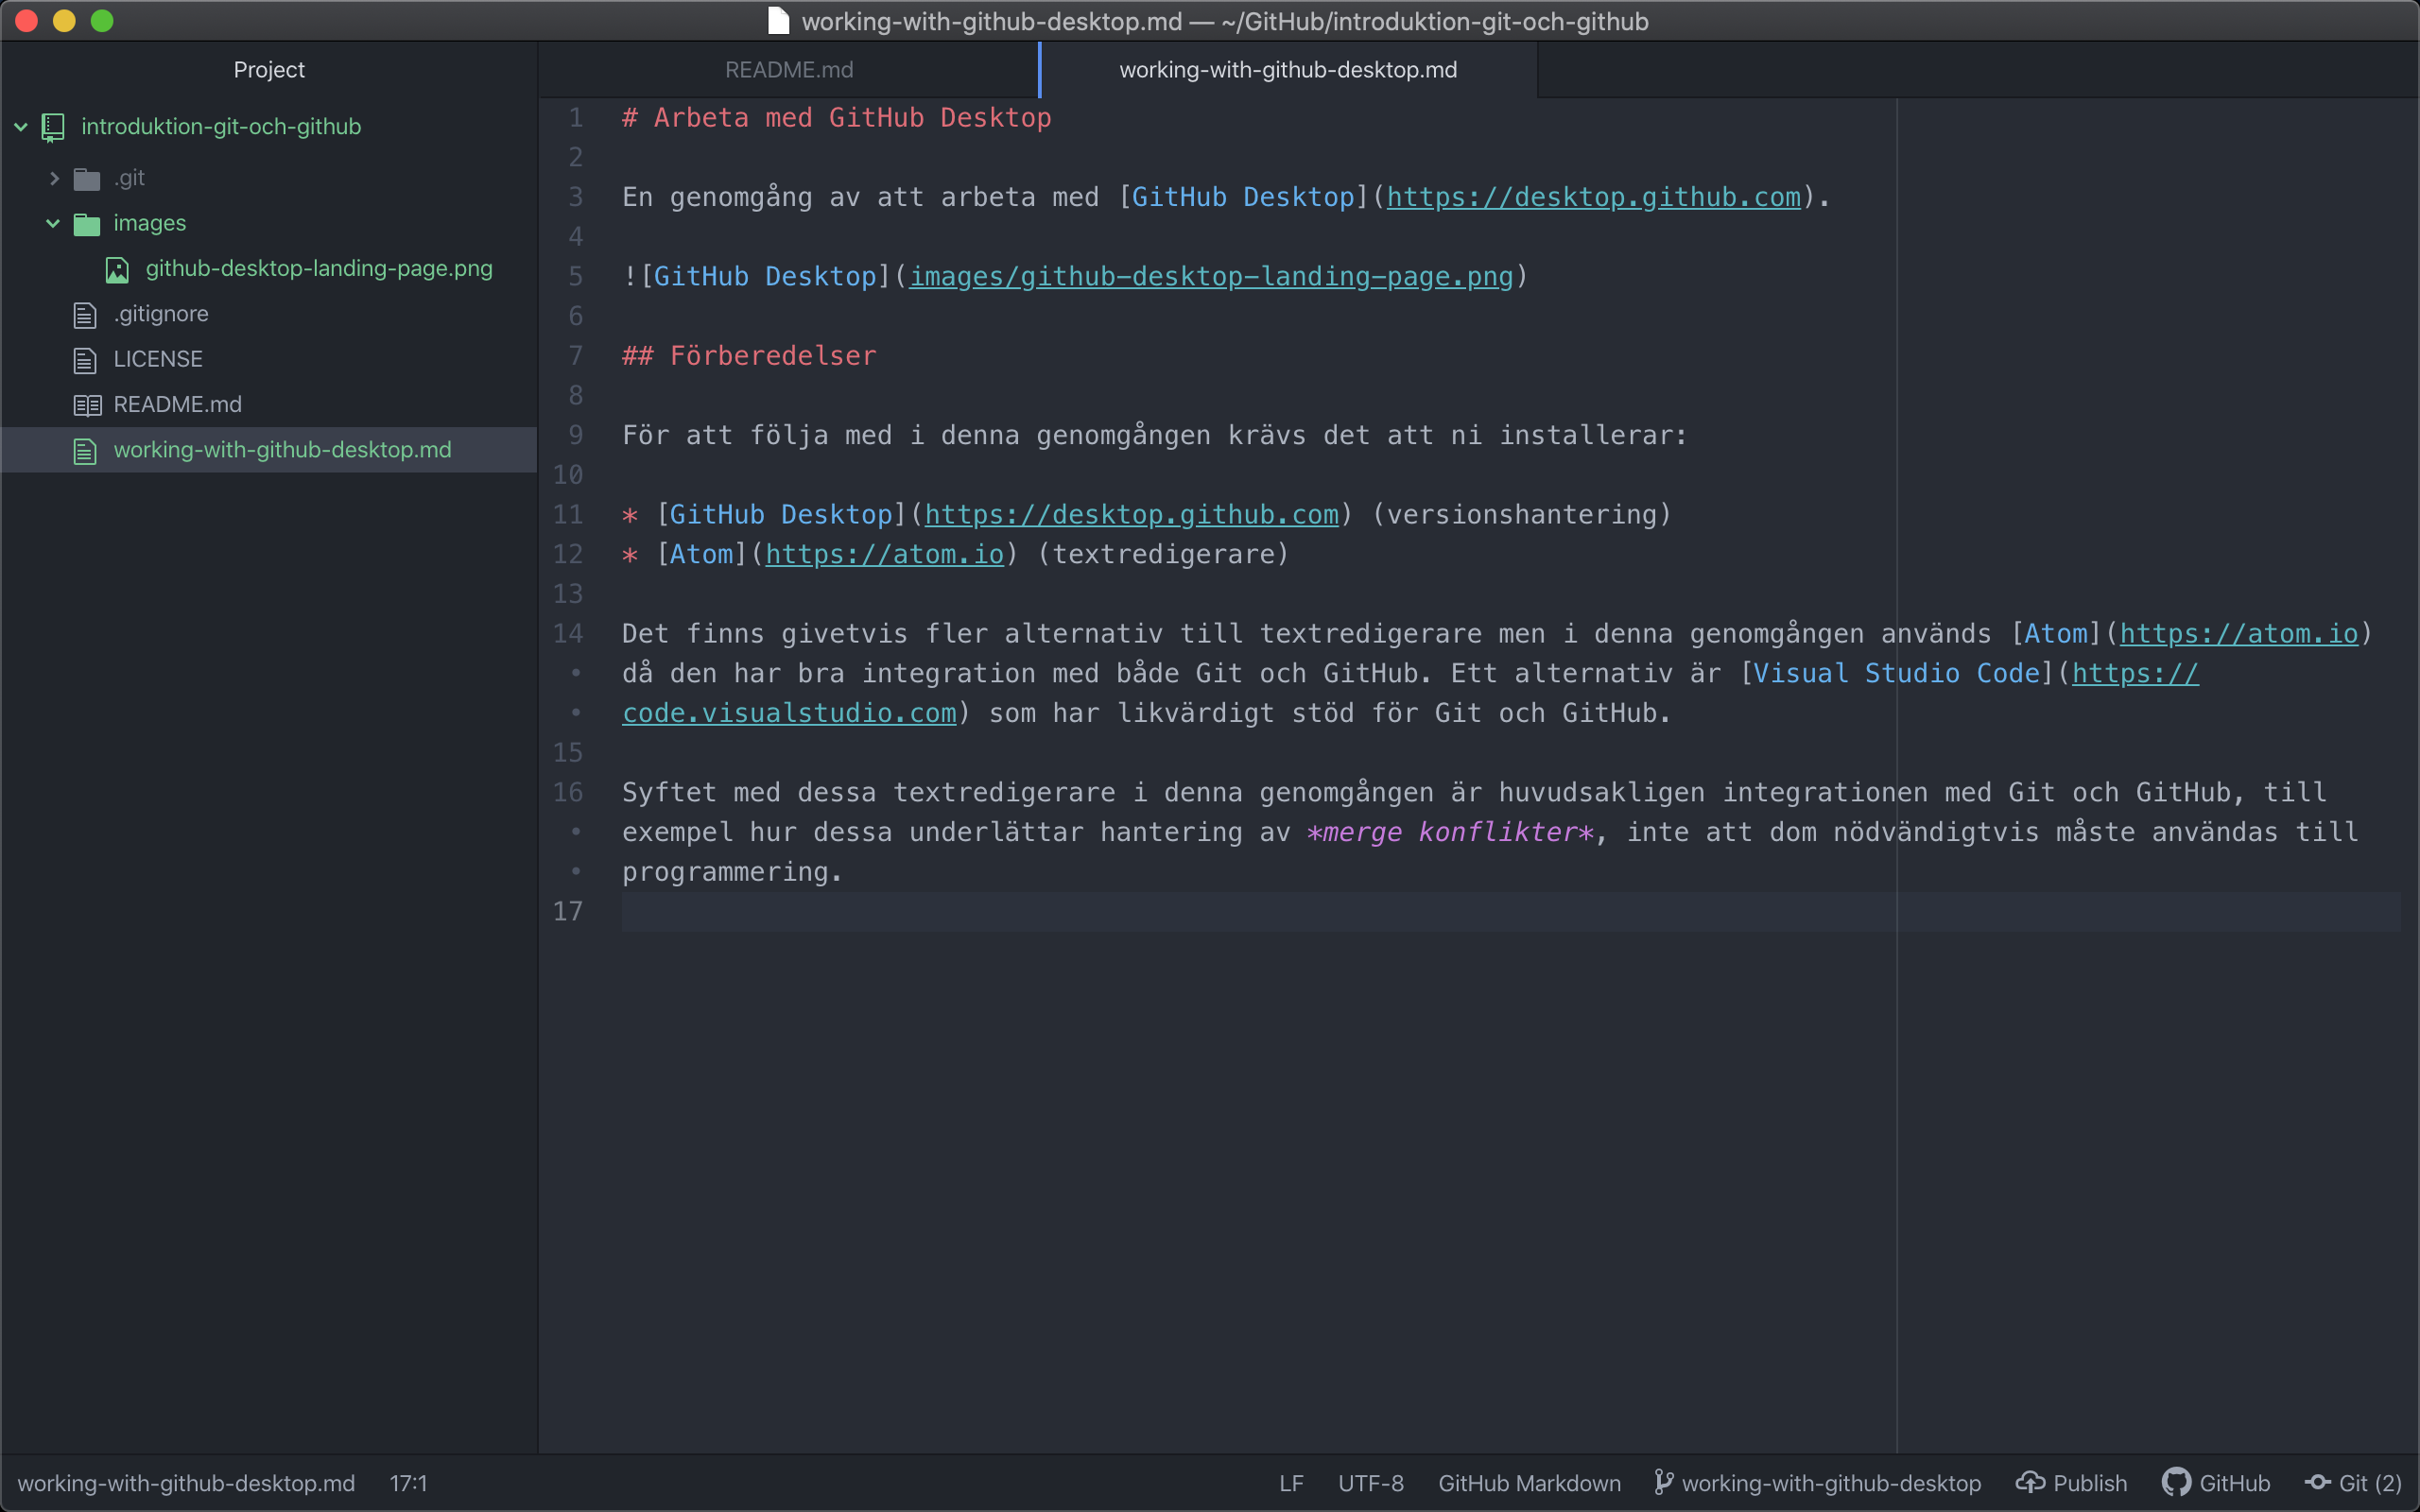 working-with-github-desktop.md — ~/GitHub/introduktion-git-och-github
Project
introduktion-git-och-github
.git
images
github-desktop-landing-page.png
.gitignore
LICENSE
README.md
working-with-github-desktop.md
README.md
working-with-github-desktop.md
1 # Arbeta med GitHub Desktop
2
3 En genomgång av att arbeta med [GitHub Desktop](https://desktop.github.com).
4
5 ![GitHub Desktop](images/github-desktop-landing-page.png)
6
7 ## Förberedelser
8
9 För att följa med i denna genomgången krävs det att ni installerar:
10
11 * [GitHub Desktop](https://desktop.github.com) (versionshantering)
12 * [Atom](https://atom.io) (textredigerare)
13
14 Det finns givetvis fler alternativ till textredigerare men i denna genomgången används [Atom](https://atom.io)
• då den har bra integration med både Git och GitHub. Ett alternativ är [Visual Studio Code](https://
• code.visualstudio.com) som har likvärdigt stöd för Git och GitHub.
15
16 Syftet med dessa textredigerare i denna genomgången är huvudsakligen integrationen med Git och GitHub, till
• exempel hur dessa underlättar hantering av *merge konflikter*, inte att dom nödvändigtvis måste användas till
• programmering.
17
working-with-github-desktop.md 17:1 LF UTF-8 GitHub Markdown working-with-github-desktop Publish GitHub Git (2)